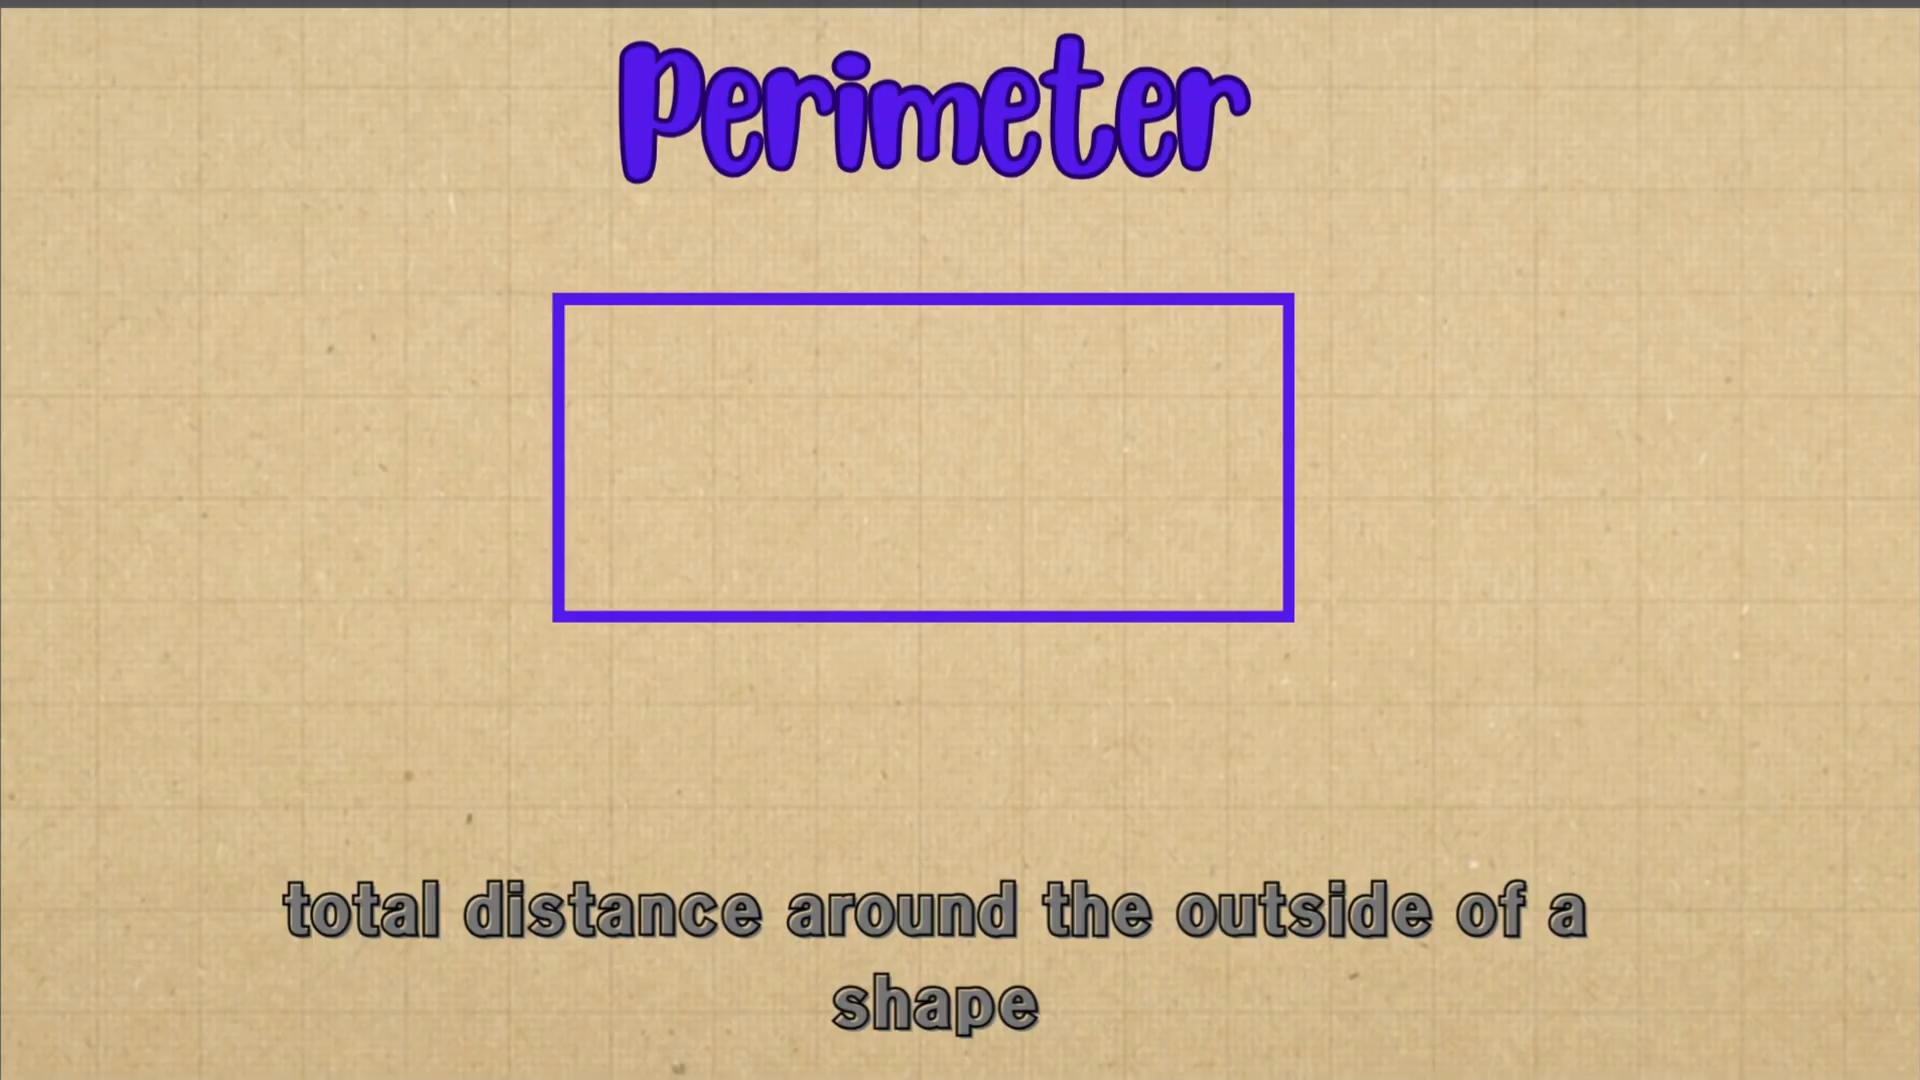 Perimeter
total distance around the outside of a
shape